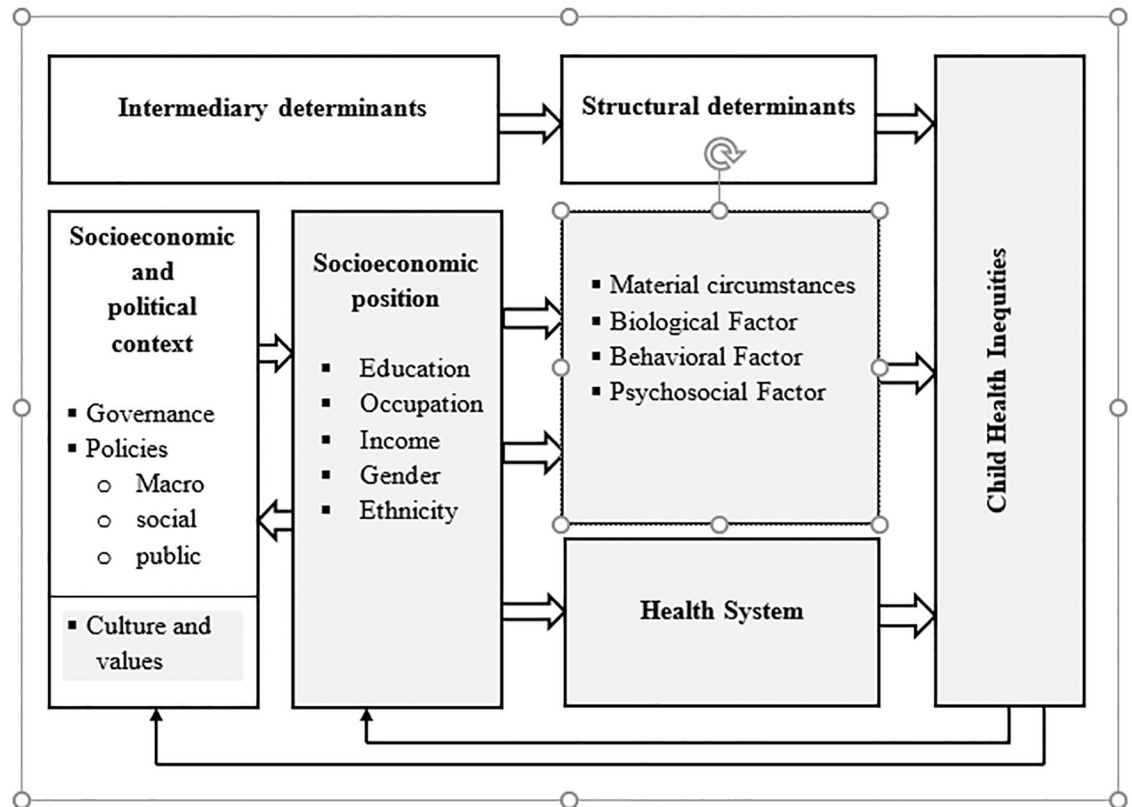 Intermediary determinants
Structural determinants
Socioeconomic
and
political
context
▪ Governance
▪ Policies
o Macro
o social
o public
▪ Culture and
values
Socioeconomic
position
▪ Education
▪ Occupation
▪ Income
▪ Gender
▪ Ethnicity
▪ Material circumstances
▪ Biological Factor
▪ Behavioral Factor
▪ Psychosocial Factor
Health System
Child Health Inequities